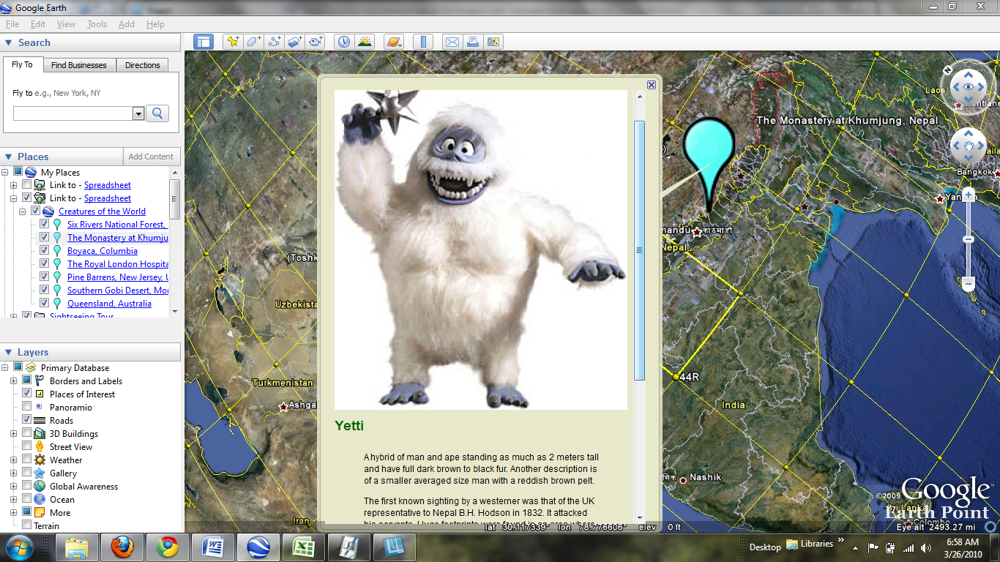 Google Earth
File Edit View Tools Add Help
Search
Fly To Find Businesses Directions
Fly to e.g., New York, NY
Places
Add Content
My Places
Link to - Spreadsheet
Link to - Spreadsheet
Creatures of the World
Six Rivers National Forest,
The Monastery at Khumju
Boyaca, Columbia
The Royal London Hospita
Pine Barrens, New Jersey, U
Southern Gobi Desert, Mon
Queensland, Australia
Sightseeing Tour
Layers
Primary Database
Borders and Labels
Places of Interest
Panoramio
Roads
3D Buildings
Street View
Weather
Gallery
Global Awareness
Ocean
More
Terrain
Yetti
A hybrid of man and ape standing as much as 2 meters tall
and have full dark brown to black fur. Another description is
of a smaller averaged size man with a reddish brown pelt.
The first known sighting by a westerner was that of the UK
representative to Nepal B.H. Hodson in 1832. It attacked
(Toshk
Uzbekista
Turkmenistan
Ashga
Iran
N
Laos
The Monastery at Khumjung, Nepal
Bangkok
Yan
mandu काठमांडौ
Nepal
44R
India
Nashik
©2009 Google™
Earth Point
Sri Lanka
Colombo
lat 30.117339° lon 78.776606° elev 0 ft
Eye alt 2493.27 mi
Desktop Libraries »
6:58 AM
3/26/2010